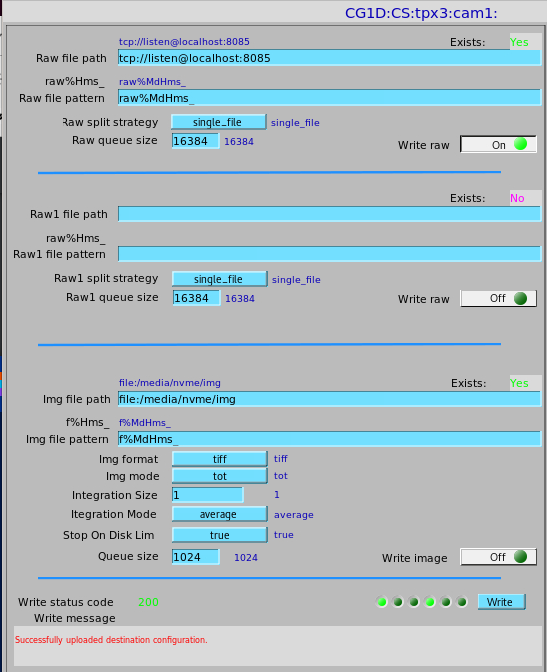 CG1D:CS:tpx3:cam1:
tcp://listen@localhost:8085 Exists: Yes
Raw file path tcp://listen@localhost:8085
raw%Hms_ raw%MdHms_
Raw file pattern raw%MdHms_
Raw split strategy single_file single_file
Raw queue size 16384 16384 Write raw On
Exists: No
Raw1 file path
raw%Hms_
Raw1 file pattern
Raw1 split strategy single_file single_file
Raw1 queue size 16384 16384 Write raw Off
file:/media/nvme/img Exists: Yes
Img file path file:/media/nvme/img
f%Hms_ f%MdHms_
Img file pattern f%MdHms_
Img format tiff tiff
Img mode tot tot
Integration Size 1 1
Itegration Mode average average
Stop On Disk Lim true true
Queue size 1024 1024 Write image Off
Write status code 200 Write
Write message
Successfully uploaded destination configuration.